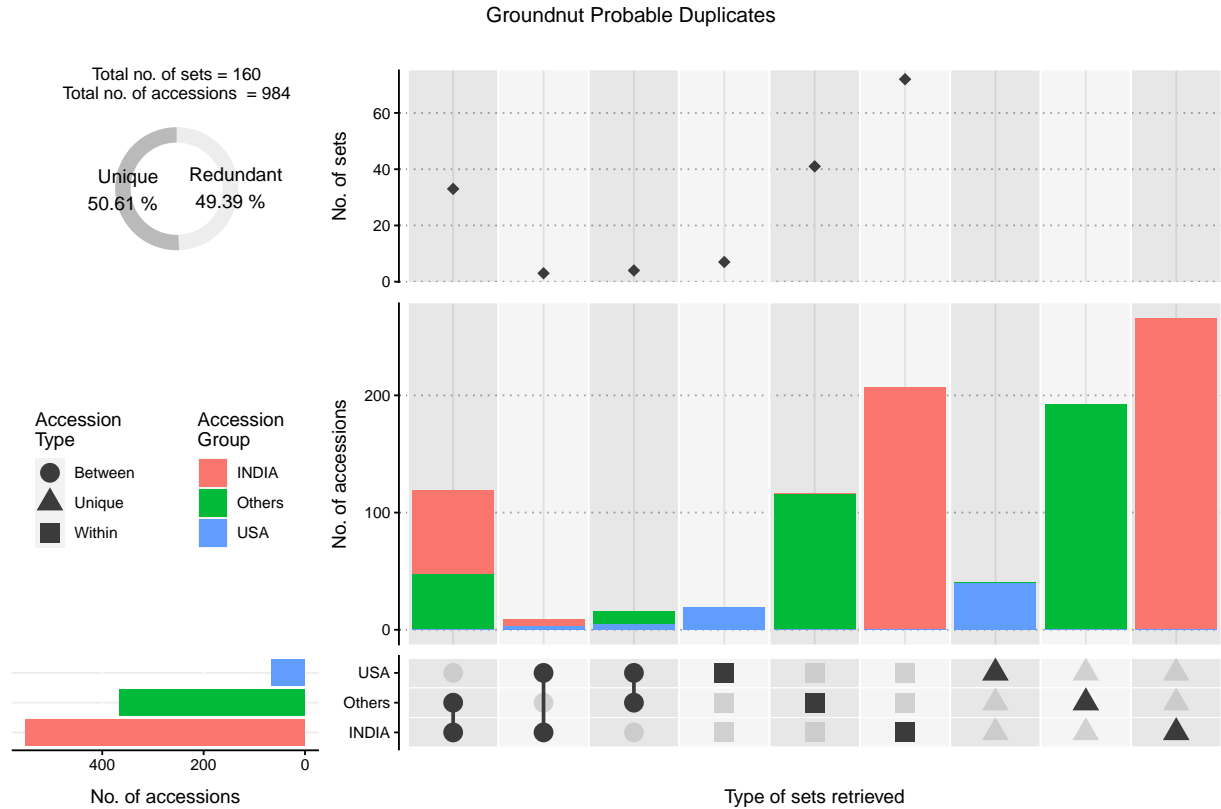 Groundnut Probable Duplicates
Total no. of sets = 160
Total no. of accessions  = 984
Unique
50.61 %
Redundant
49.39 %
No. of sets
60
40
20
0
No. of accessions
200
100
0
Accession
Type
Between
Unique
Within
Accession
Group
INDIA
Others
USA
USA
Others
INDIA
400
200
0
No. of accessions
Type of sets retrieved